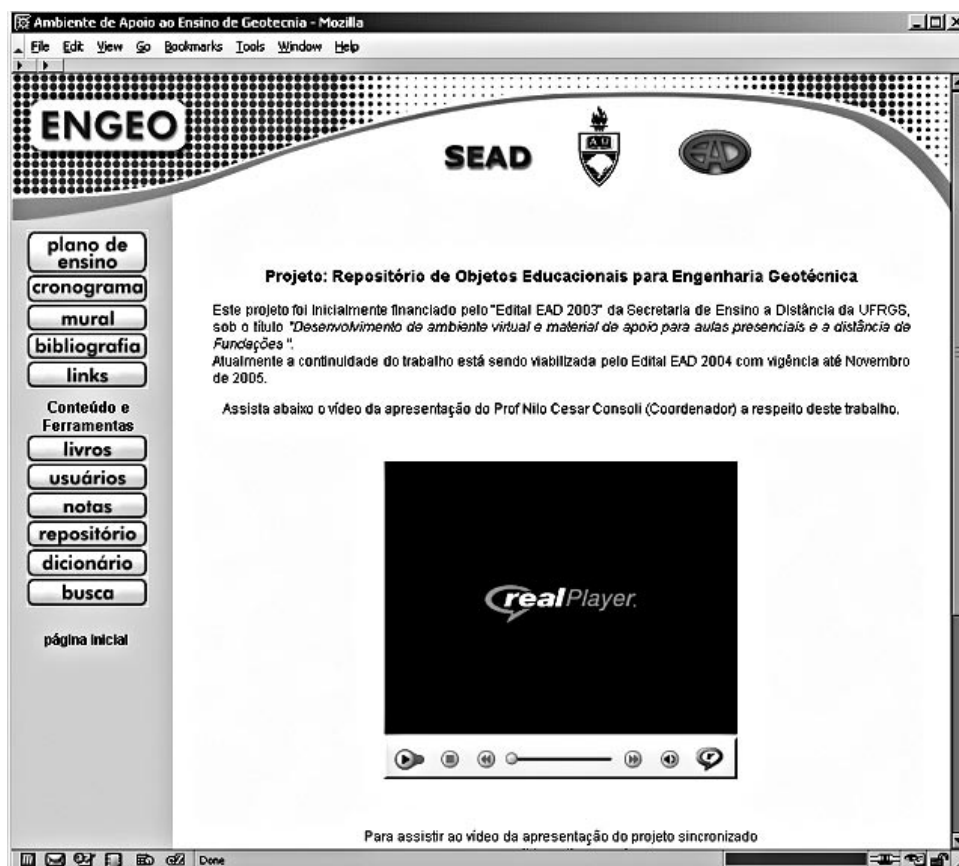 Ambiente de Apoio ao Ensino de Geotecnia - Mozilla
File Edit View Go Bookmarks Tools Window Help
ENGEO
SEAD
EAD
plano de
ensino
cronograma
mural
bibliografia
links
Conteúdo e
Ferramentas
livros
usuários
notas
repositório
dicionário
busca
página inicial
Projeto: Repositório de Objetos Educacionais para Engenharia Geotécnica
Este projeto foi inicialmente financiado pelo "Edital EAD 2003" da Secretaria de Ensino a Distância da UFRGS,
sob o título "Desenvolvimento de ambiente virtual e material de apoio para aulas presenciais e a distância de
Fundações ".
Atualmente a continuidade do trabalho está sendo viabilizada pelo Edital EAD 2004 com vigência até Novembro
de 2005.
Assista abaixo o vídeo da apresentação do Prof Nilo Cesar Consoli (Coordenador) a respeito deste trabalho.
realPlayer.
Para assistir ao vídeo da apresentação do projeto sincronizado
Done